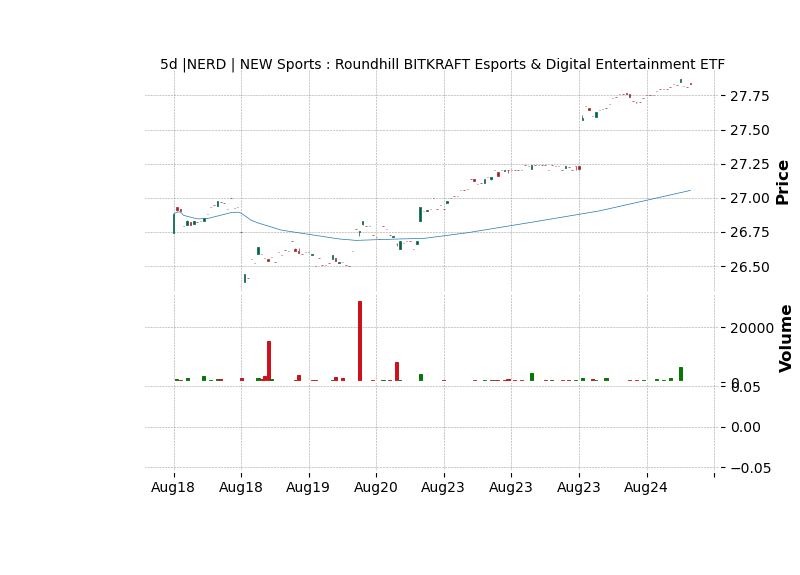 5d |NERD | NEW Sports : Roundhill BITKRAFT Esports & Digital Entertainment ETF
27.75
27.50
27.25
27.00
26.75
26.50
Price
20000
0
Volume
0.05
0.00
−0.05
Aug18 Aug18 Aug19 Aug20 Aug23 Aug23 Aug23 Aug24